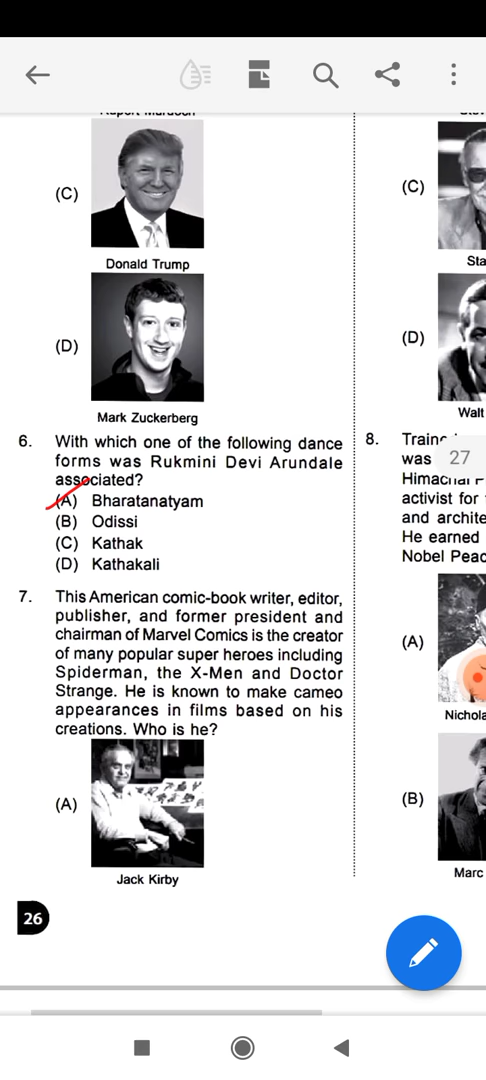 (C)
Donald Trump
(D)
Mark Zuckerberg
6. With which one of the following dance
forms was Rukmini Devi Arundale
associated?
(A) Bharatanatyam
(B) Odissi
(C) Kathak
(D) Kathakali
7. This American comic-book writer, editor,
publisher, and former president and
chairman of Marvel Comics is the creator
of many popular super heroes including
Spiderman, the X-Men and Doctor
Strange. He is known to make cameo
appearances in films based on his
creations. Who is he?
(A)
Jack Kirby
26
(C)
Sta
(D)
Walt
8. Traine
was
27
Himachal P
activist for
and archite
He earned
Nobel Peac
(A)
Nichola
(B)
Marc